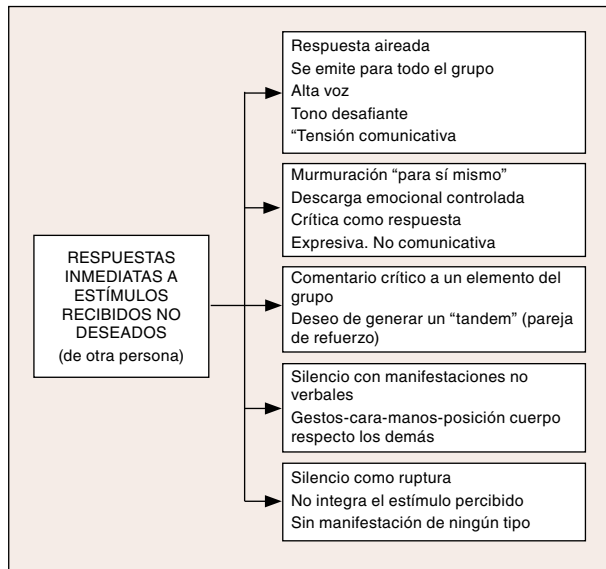 RESPUESTAS
INMEDIATAS A
ESTÍMULOS
RECIBIDOS NO
DESEADOS
(de otra persona)
Respuesta aireada
Se emite para todo el grupo
Alta voz
Tono desafiante
“Tensión comunicativa
Murmuración “para sí mismo”
Descarga emocional controlada
Crítica como respuesta
Expresiva. No comunicativa
Comentario crítico a un elemento del
grupo
Deseo de generar un “tandem” (pareja
de refuerzo)
Silencio con manifestaciones no
verbales
Gestos-cara-manos-posición cuerpo
respecto los demás
Silencio como ruptura
No integra el estímulo percibido
Sin manifestación de ningún tipo